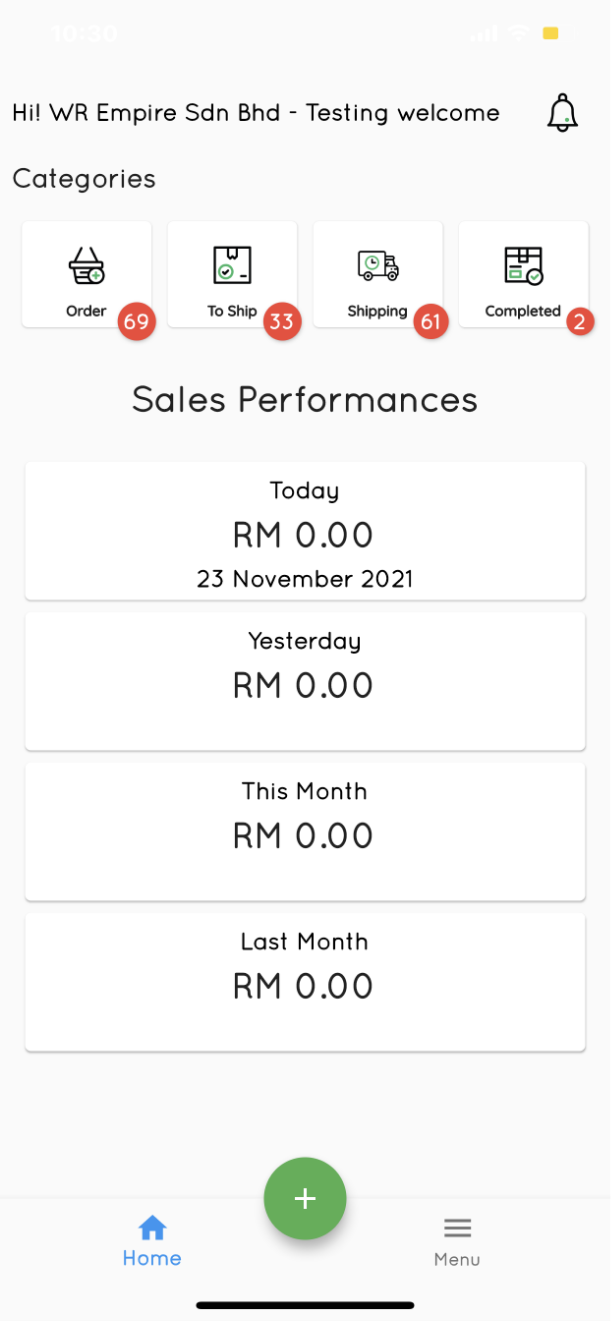 10:30
Hi! WR Empire Sdn Bhd - Testing welcome
Categories
Order 69
To Ship 33
Shipping 61
Completed 2
Sales Performances
Today
RM 0.00
23 November 2021
Yesterday
RM 0.00
This Month
RM 0.00
Last Month
RM 0.00
+
Home
Menu